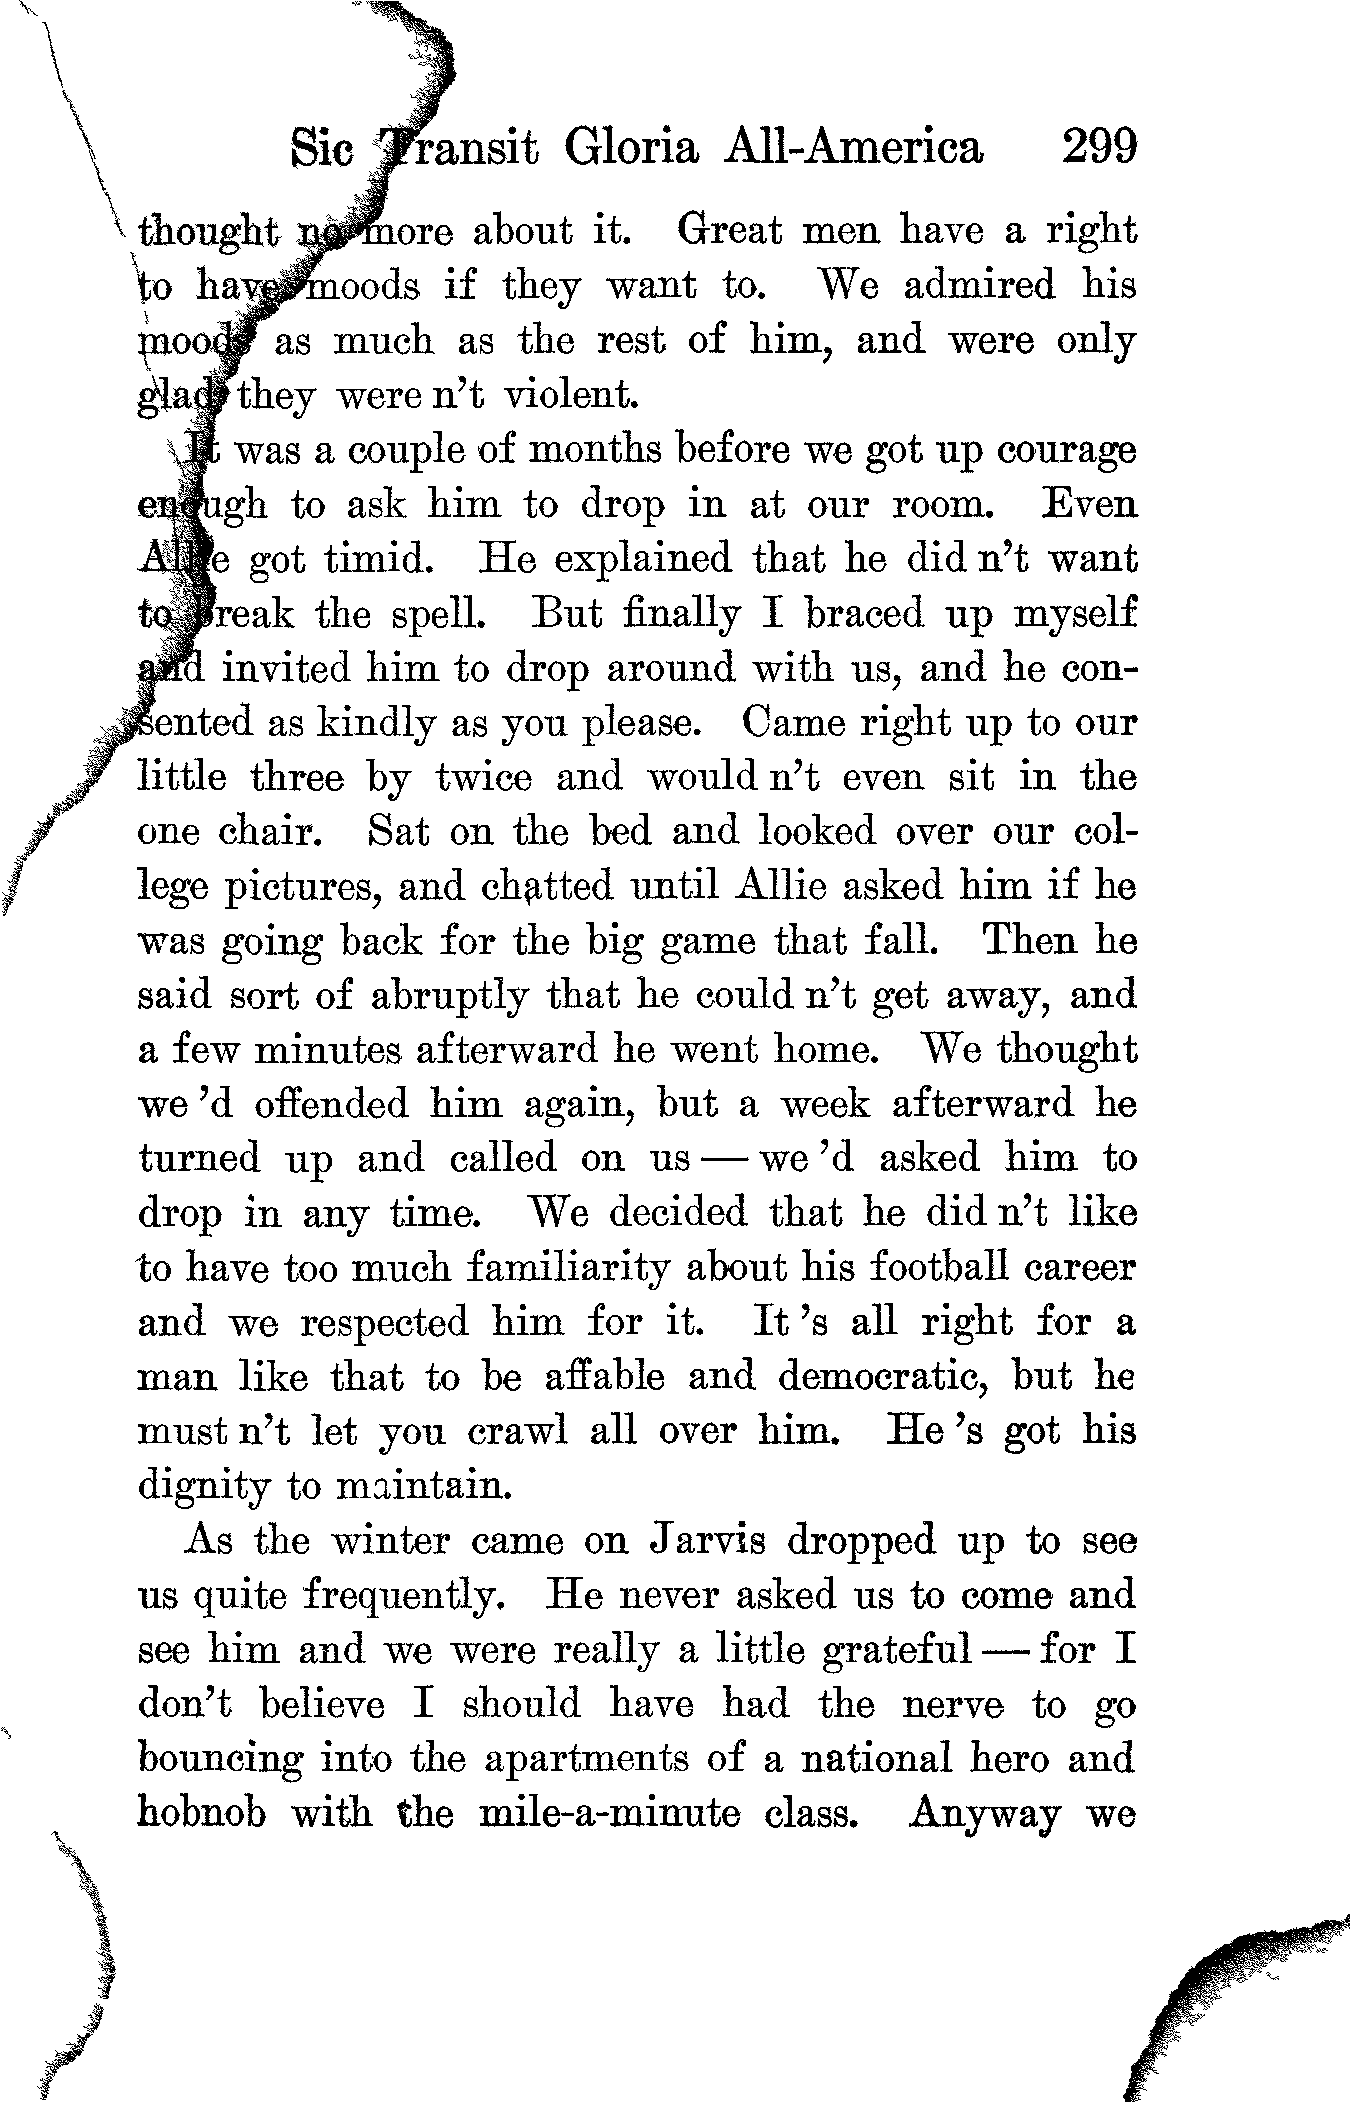 Sic Transit Gloria All-America 299
thought no more about it. Great men have a right
to have moods if they want to. We admired his
moods as much as the rest of him, and were only
glad they were n't violent.
It was a couple of months before we got up courage
enough to ask him to drop in at our room. Even
Allie got timid. He explained that he did n't want
to break the spell. But finally I braced up myself
and invited him to drop around with us, and he con-
sented as kindly as you please. Came right up to our
little three by twice and would n't even sit in the
one chair. Sat on the bed and looked over our col-
lege pictures, and chatted until Allie asked him if he
was going back for the big game that fall. Then he
said sort of abruptly that he could n't get away, and
a few minutes afterward he went home. We thought
we 'd offended him again, but a week afterward he
turned up and called on us — we 'd asked him to
drop in any time. We decided that he did n't like
to have too much familiarity about his football career
and we respected him for it. It 's all right for a
man like that to be affable and democratic, but he
must n't let you crawl all over him. He 's got his
dignity to maintain.
As the winter came on Jarvis dropped up to see
us quite frequently. He never asked us to come and
see him and we were really a little grateful — for I
don't believe I should have had the nerve to go
bouncing into the apartments of a national hero and
hobnob with the mile-a-minute class. Anyway we